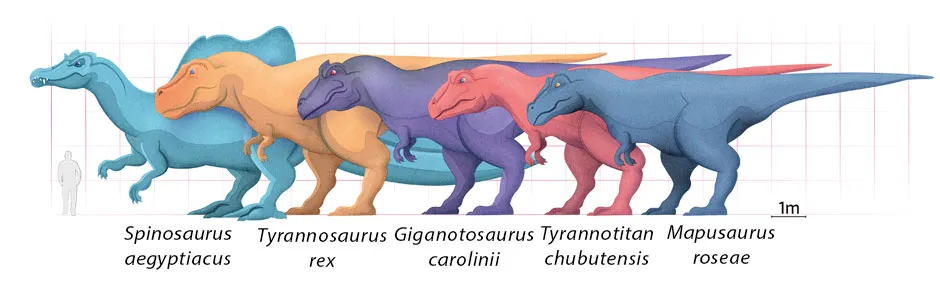 1m
Spinosaurus
aegyptiacus
Tyrannosaurus
rex
Giganotosaurus
carolinii
Tyrannotitan
chubutensis
Mapusaurus
roseae